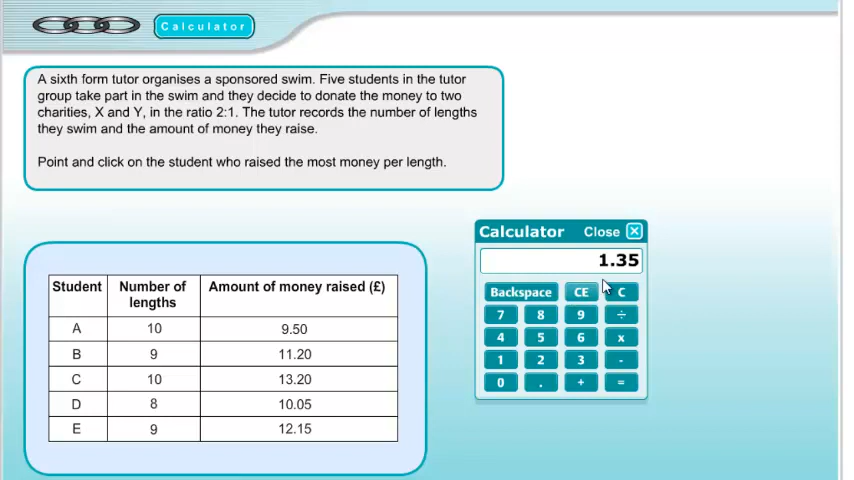 Calculator
A sixth form tutor organises a sponsored swim. Five students in the tutor
group take part in the swim and they decide to donate the money to two
charities, X and Y, in the ratio 2:1. The tutor records the number of lengths
they swim and the amount of money they raise.
Point and click on the student who raised the most money per length.
Calculator Close X
1.35
Backspace CE C
7 8 9 ÷
4 5 6 x
1 2 3 -
0 . + =
Student Number of lengths Amount of money raised (£)
A 10 9.50
B 9 11.20
C 10 13.20
D 8 10.05
E 9 12.15